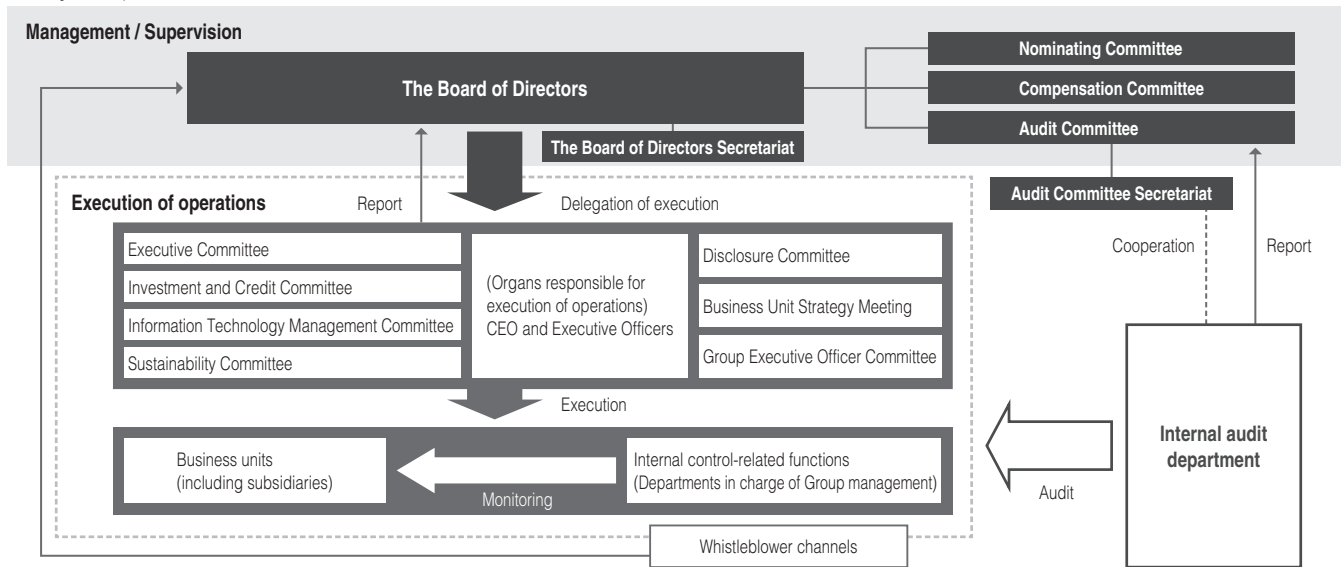 Management / Supervision
The Board of Directors
The Board of Directors Secretariat
Nominating Committee
Compensation Committee
Audit Committee
Audit Committee Secretariat
Cooperation
Report
Execution of operations
Report
Delegation of execution
Executive Committee
Investment and Credit Committee
Information Technology Management Committee
Sustainability Committee
(Organs responsible for
execution of operations)
CEO and Executive Officers
Disclosure Committee
Business Unit Strategy Meeting
Group Executive Officer Committee
Execution
Business units
(including subsidiaries)
Monitoring
Internal control-related functions
(Departments in charge of Group management)
Audit
Internal audit
department
Whistleblower channels